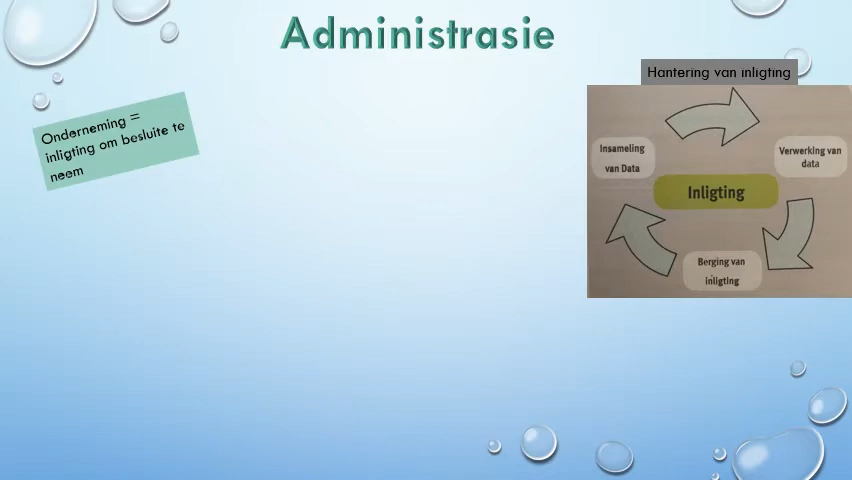 Administrasie
Hantering van inligting
Onderneming =
inligting om besluite te
neem
Insameling
van Data
Verwerking van
data
Inligting
Berging van
inligting